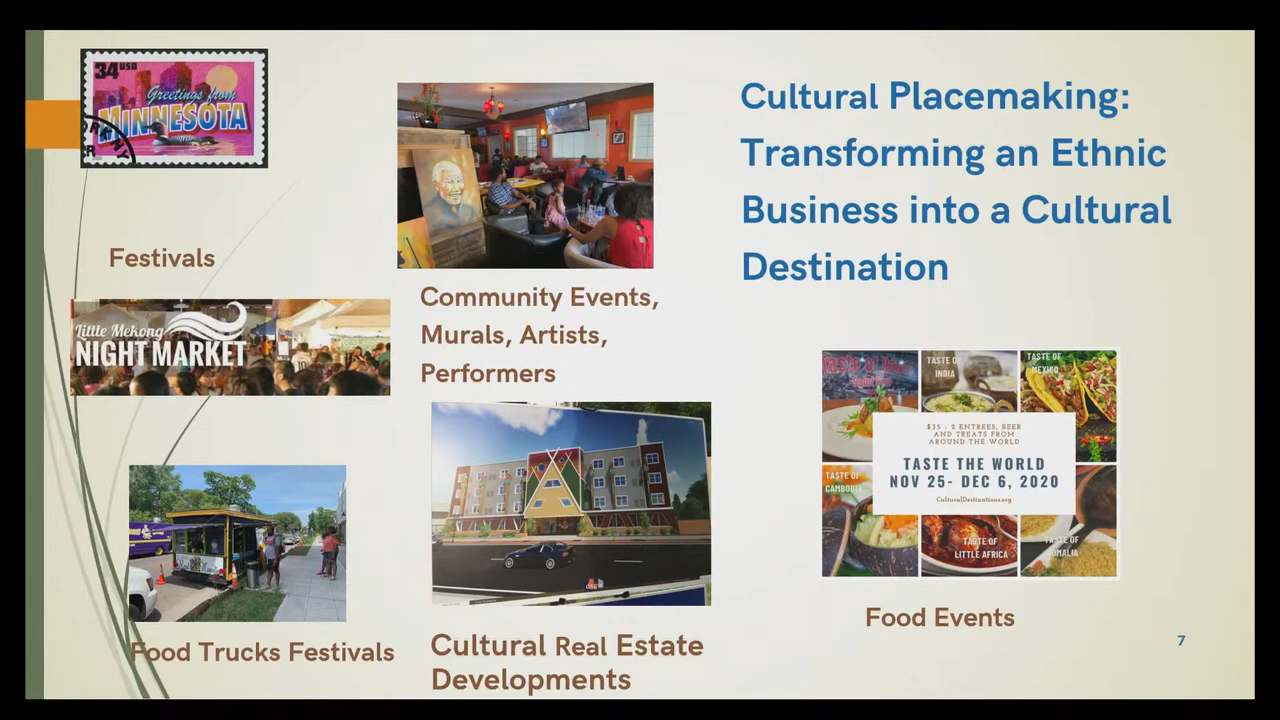 34 USA
Greetings from
MINNESOTA
Cultural Placemaking:
Transforming an Ethnic
Business into a Cultural
Destination
Festivals
Little Mekong
NIGHT MARKET
Community Events,
Murals, Artists,
Performers
Food Trucks Festivals
Cultural Real Estate
Developments
TASTE OF
INDIA
TASTE OF
MEXICO
$35 - 2 ENTREES, BEER
AND TREATS FROM
AROUND THE WORLD
TASTE THE WORLD
NOV 25- DEC 6, 2020
CulturalDestinations.org
TASTE OF
CAMBODIA
TASTE OF
LITTLE AFRICA
TASTE OF
SOMALIA
Food Events
7